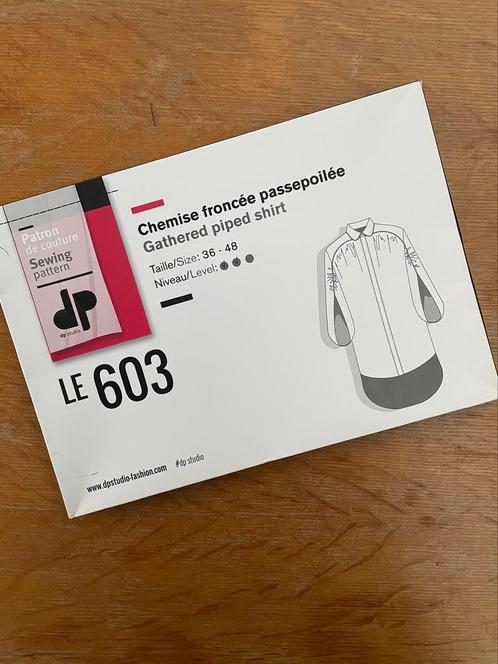 Patron
de couture
Sewing
pattern
dp
dp studio
Chemise froncée passepoilée
Gathered piped shirt
Taille/Size: 36 - 48
Niveau/Level:
LE 603
www.dpstudio-fashion.com #dp studio